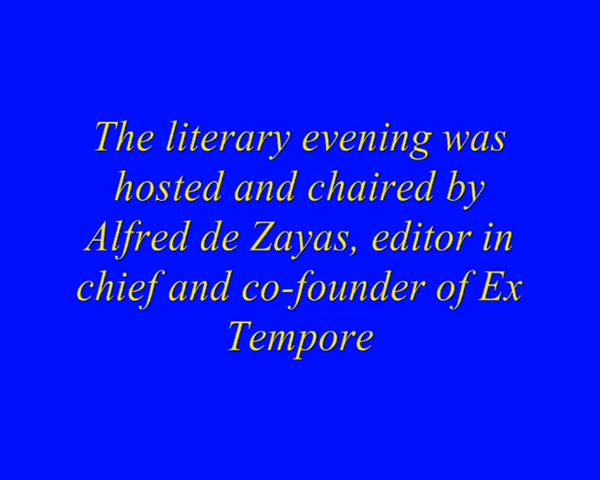 The literary evening was
hosted and chaired by
Alfred de Zayas, editor in
chief and co-founder of Ex
Tempore